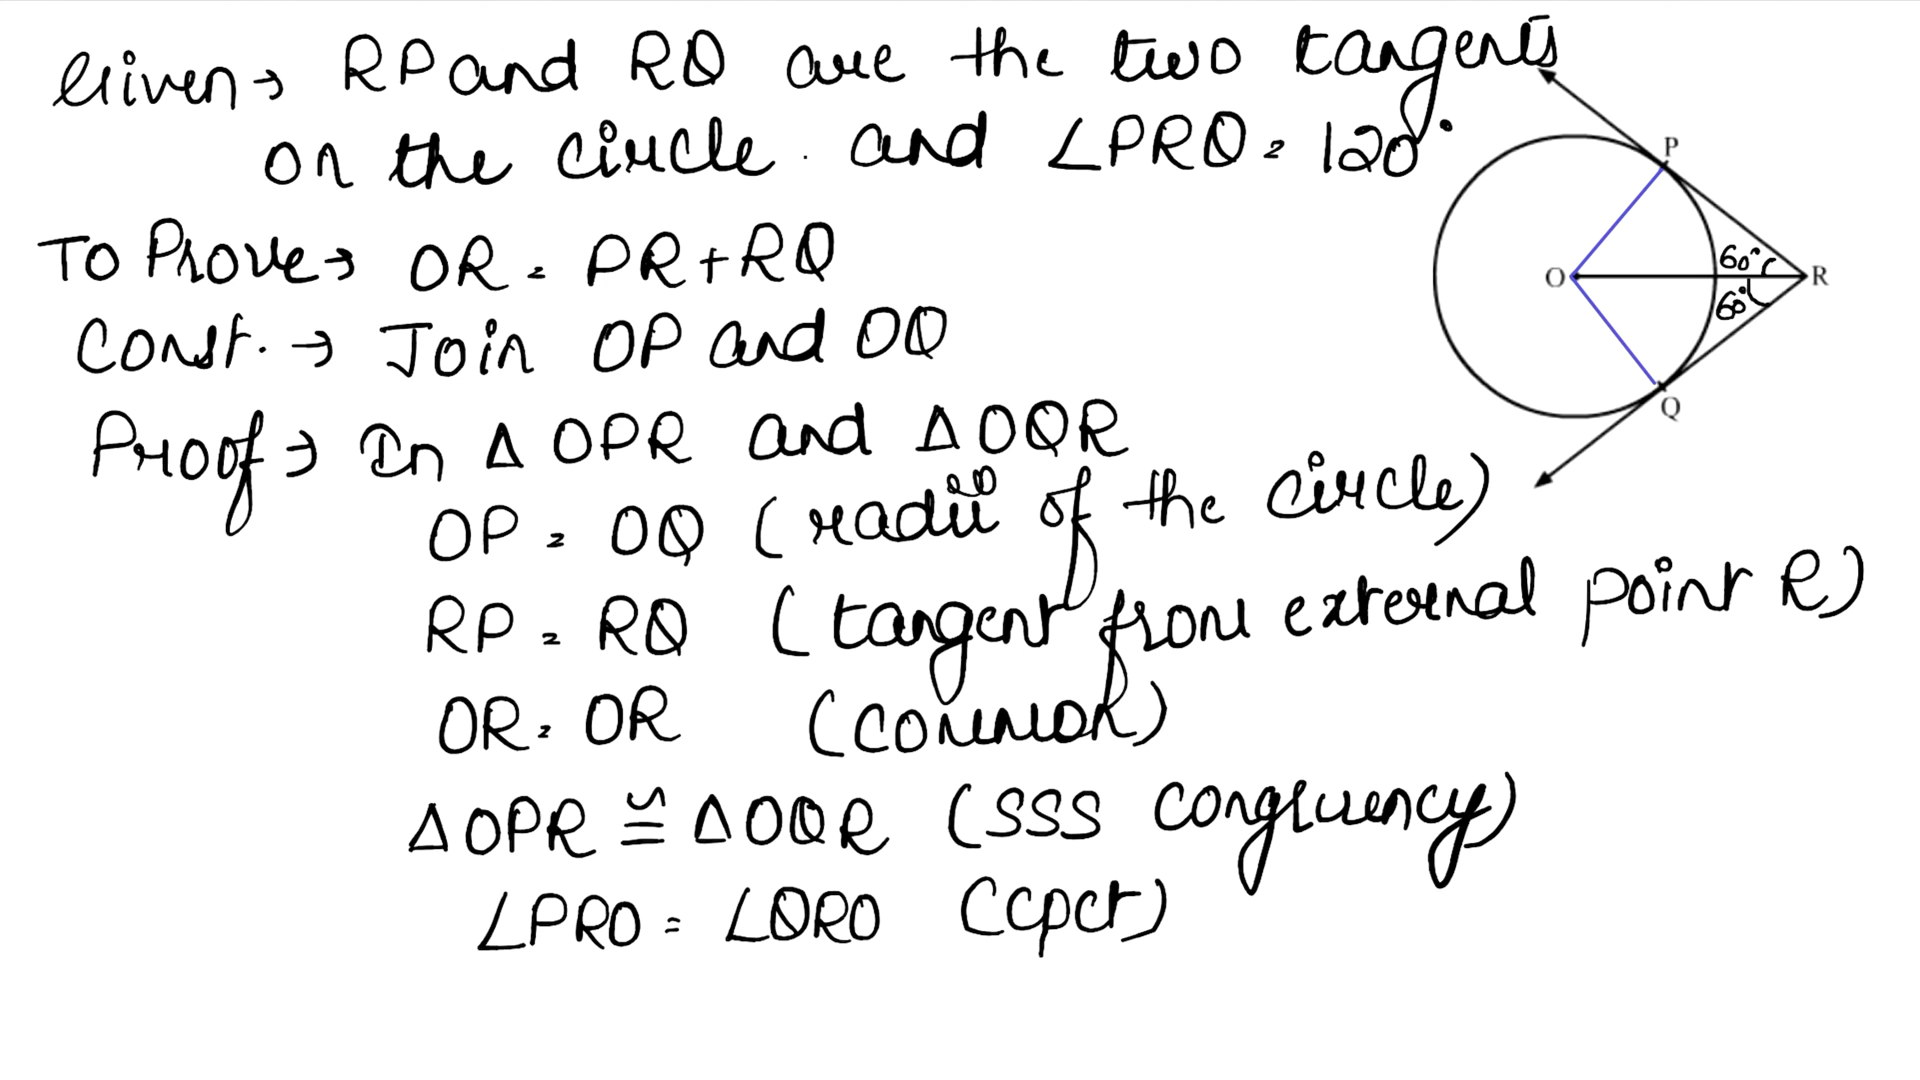 Given → RP and RQ are the two tangents
on the circle. and ∠PRQ = 120°
To Prove → OR = PR + RQ
Const. → Join OP and OQ
Proof → In Δ OPR and Δ OQR
OP = OQ (radii of the circle)
RP = RQ (tangent from external point R)
OR = OR (common)
Δ OPR ≅ Δ OQR (SSS congruency)
∠PRO = ∠QRO (cpct)
P
60°
O
R
60°
Q